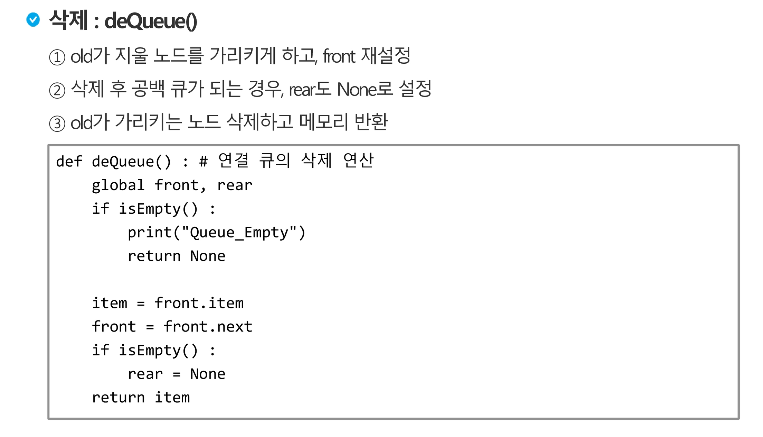 삭제 : deQueue()
① old가 지울 노드를 가리키게 하고, front 재설정
② 삭제 후 공백 큐가 되는 경우, rear도 None로 설정
③ old가 가리키는 노드 삭제하고 메모리 반환
def deQueue() : # 연결 큐의 삭제 연산
    global front, rear
    if isEmpty() :
        print("Queue_Empty")
        return None

    item = front.item
    front = front.next
    if isEmpty() :
        rear = None
    return item